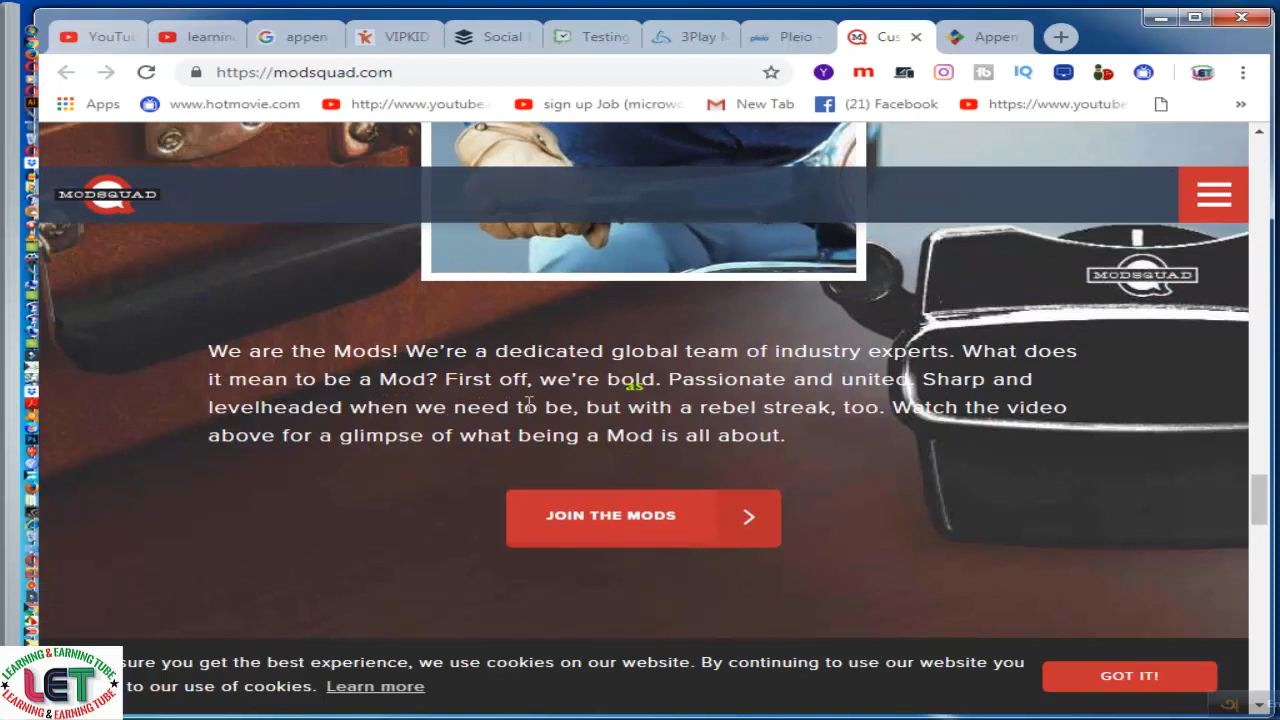 YouTu
learnin
appen
VIPKID
Social
Testing
3Play M
Pleio -
Cus
Appen
https://modsquad.com
Apps
www.hotmovie.com
http://www.youtube.
sign up Job (microw
New Tab
(21) Facebook
https://www.youtube
»
MODSQUAD
MODSQUAD
We are the Mods! We're a dedicated global team of industry experts. What does
it mean to be a Mod? First off, we're bold. Passionate and united. Sharp and
as
levelheaded when we need to be, but with a rebel streak, too. Watch the video
above for a glimpse of what being a Mod is all about.
JOIN THE MODS
sure you get the best experience, we use cookies on our website. By continuing to use our website you
to our use of cookies. Learn more
GOT IT!
LEARNING & EARNING TUBE
LET
LEARNING & EARNING TUBE